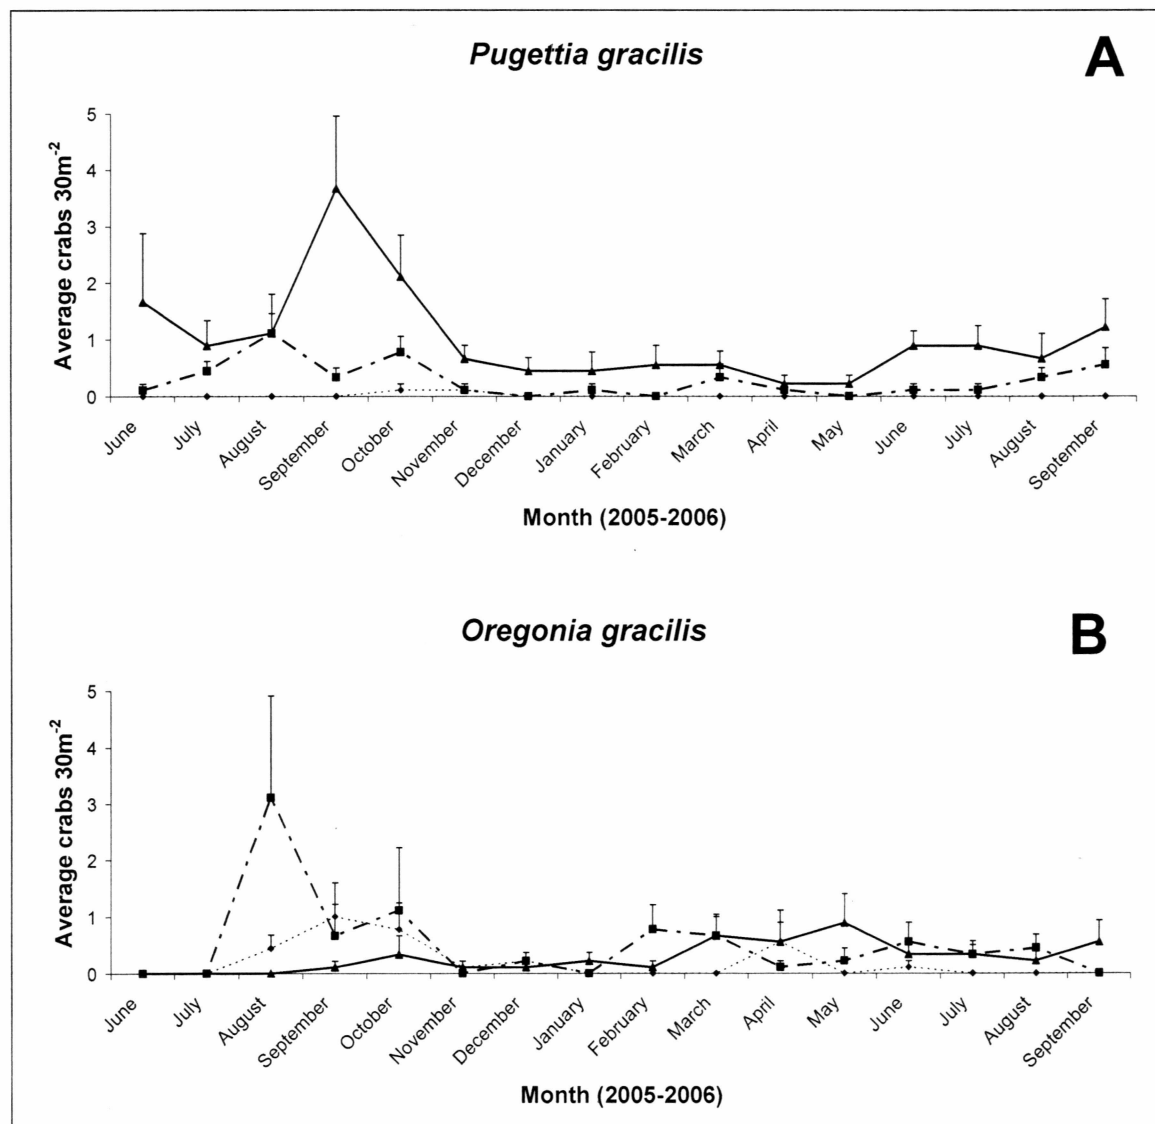 Pugettia gracilis
A
Average crabs 30m⁻²
5
4
3
2
1
0
June
July
August
September
October
November
December
January
February
March
April
May
June
July
August
September
Month (2005-2006)
Oregonia gracilis
B
Average crabs 30m⁻²
5
4
3
2
1
0
June
July
August
September
October
November
December
January
February
March
April
May
June
July
August
September
Month (2005-2006)